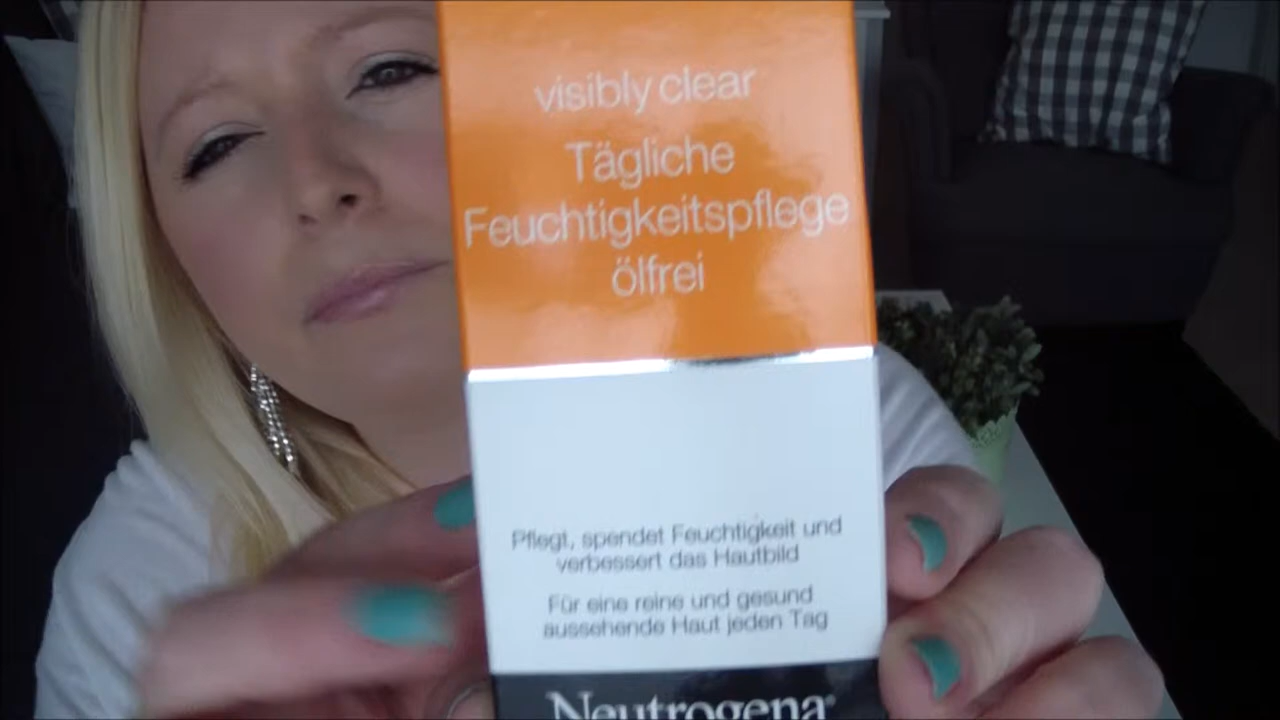 visibly clear
Tägliche
Feuchtigkeitspflege
ölfrei
Pflegt, spendet Feuchtigkeit und
verbessert das Hautbild
Für eine reine und gesund
aussehende Haut jeden Tag
Neutrogena®